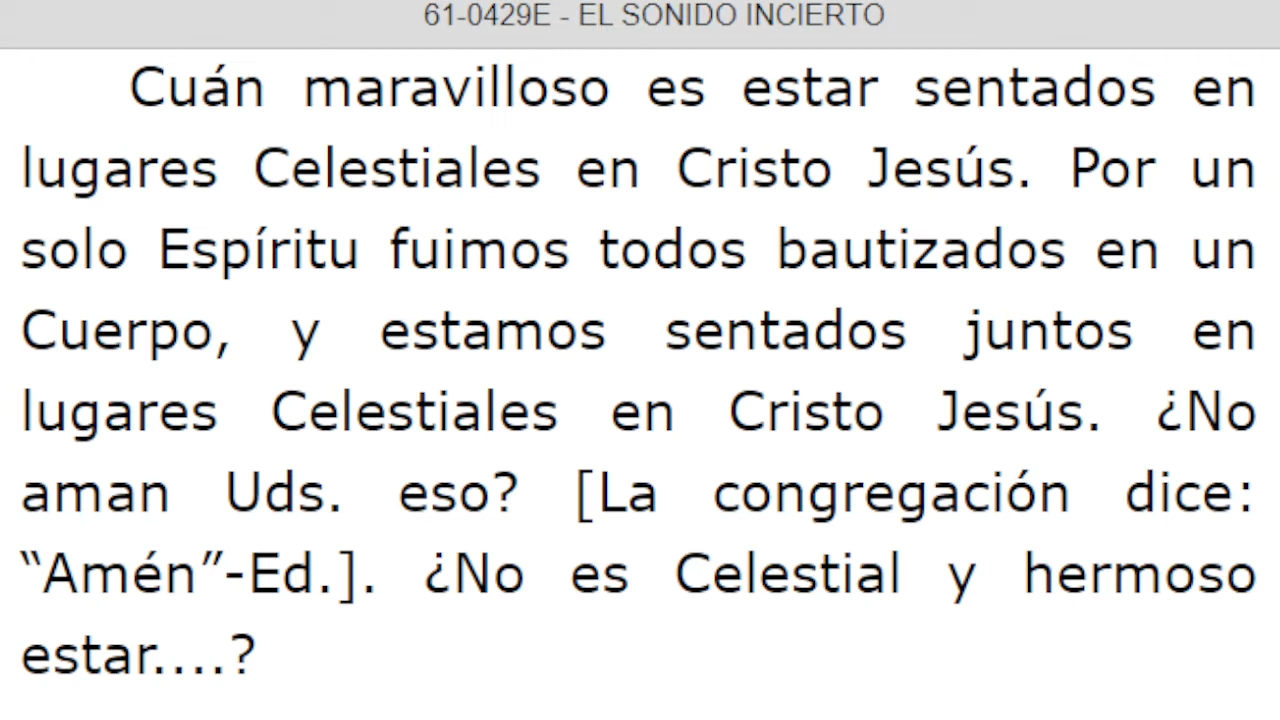 61-0429E - EL SONIDO INCIERTO
Cuán maravilloso es estar sentados en
lugares Celestiales en Cristo Jesús. Por un
solo Espíritu fuimos todos bautizados en un
Cuerpo, y estamos sentados juntos en
lugares Celestiales en Cristo Jesús. ¿No
aman Uds. eso? [La congregación dice:
“Amén”-Ed.]. ¿No es Celestial y hermoso
estar....?